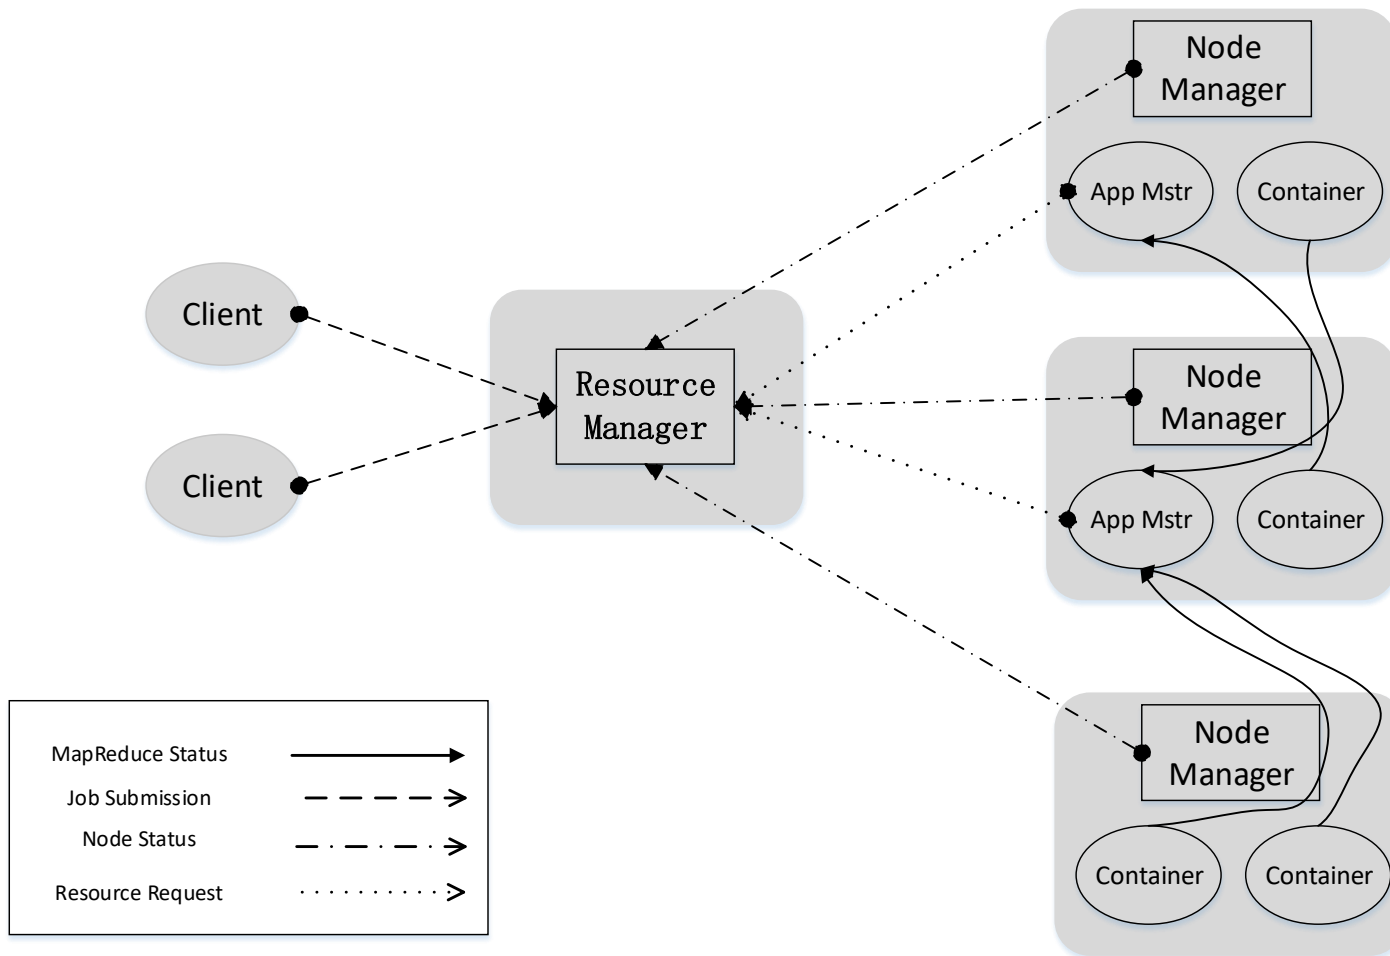 Node
Manager
App Mstr
Container
Client
Resource
Manager
Node
Manager
Client
App Mstr
Container
MapReduce Status
Job Submission
Node Status
Resource Request
Node
Manager
Container
Container